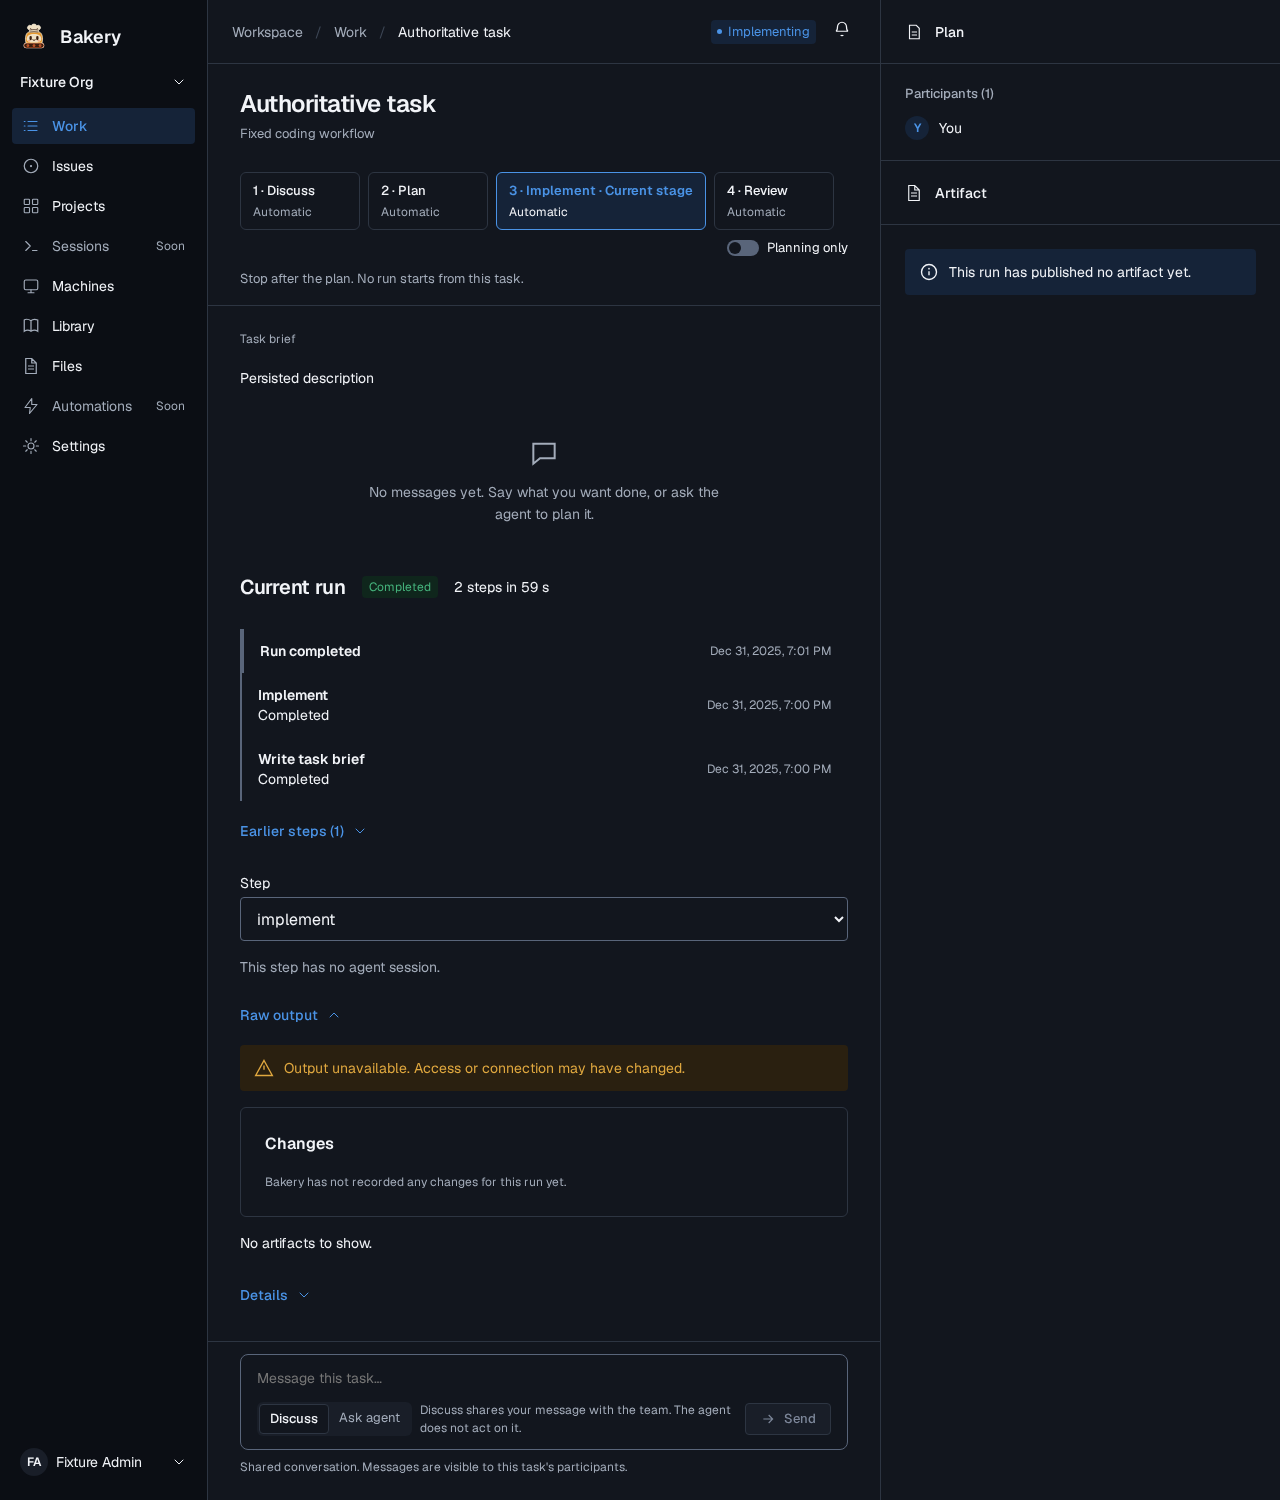 Bakery
Fixture Org
Work
Issues
Projects
Sessions Soon
Machines
Library
Files
Automations Soon
Settings
FA Fixture Admin
Workspace / Work / Authoritative task
Implementing
Authoritative task
Fixed coding workflow
1 · Discuss
Automatic
2 · Plan
Automatic
3 · Implement · Current stage
Automatic
4 · Review
Automatic
Planning only
Stop after the plan. No run starts from this task.
Task brief
Persisted description
No messages yet. Say what you want done, or ask the
agent to plan it.
Current run Completed 2 steps in 59 s
Run completed Dec 31, 2025, 7:01 PM
Implement
Completed
Dec 31, 2025, 7:00 PM
Write task brief
Completed
Dec 31, 2025, 7:00 PM
Earlier steps (1)
Step
implement
This step has no agent session.
Raw output
Output unavailable. Access or connection may have changed.
Changes
Bakery has not recorded any changes for this run yet.
No artifacts to show.
Details
Message this task...
Discuss Ask agent
Discuss shares your message with the team. The agent
does not act on it.
Send
Shared conversation. Messages are visible to this task's participants.
Plan
Participants (1)
Y You
Artifact
This run has published no artifact yet.